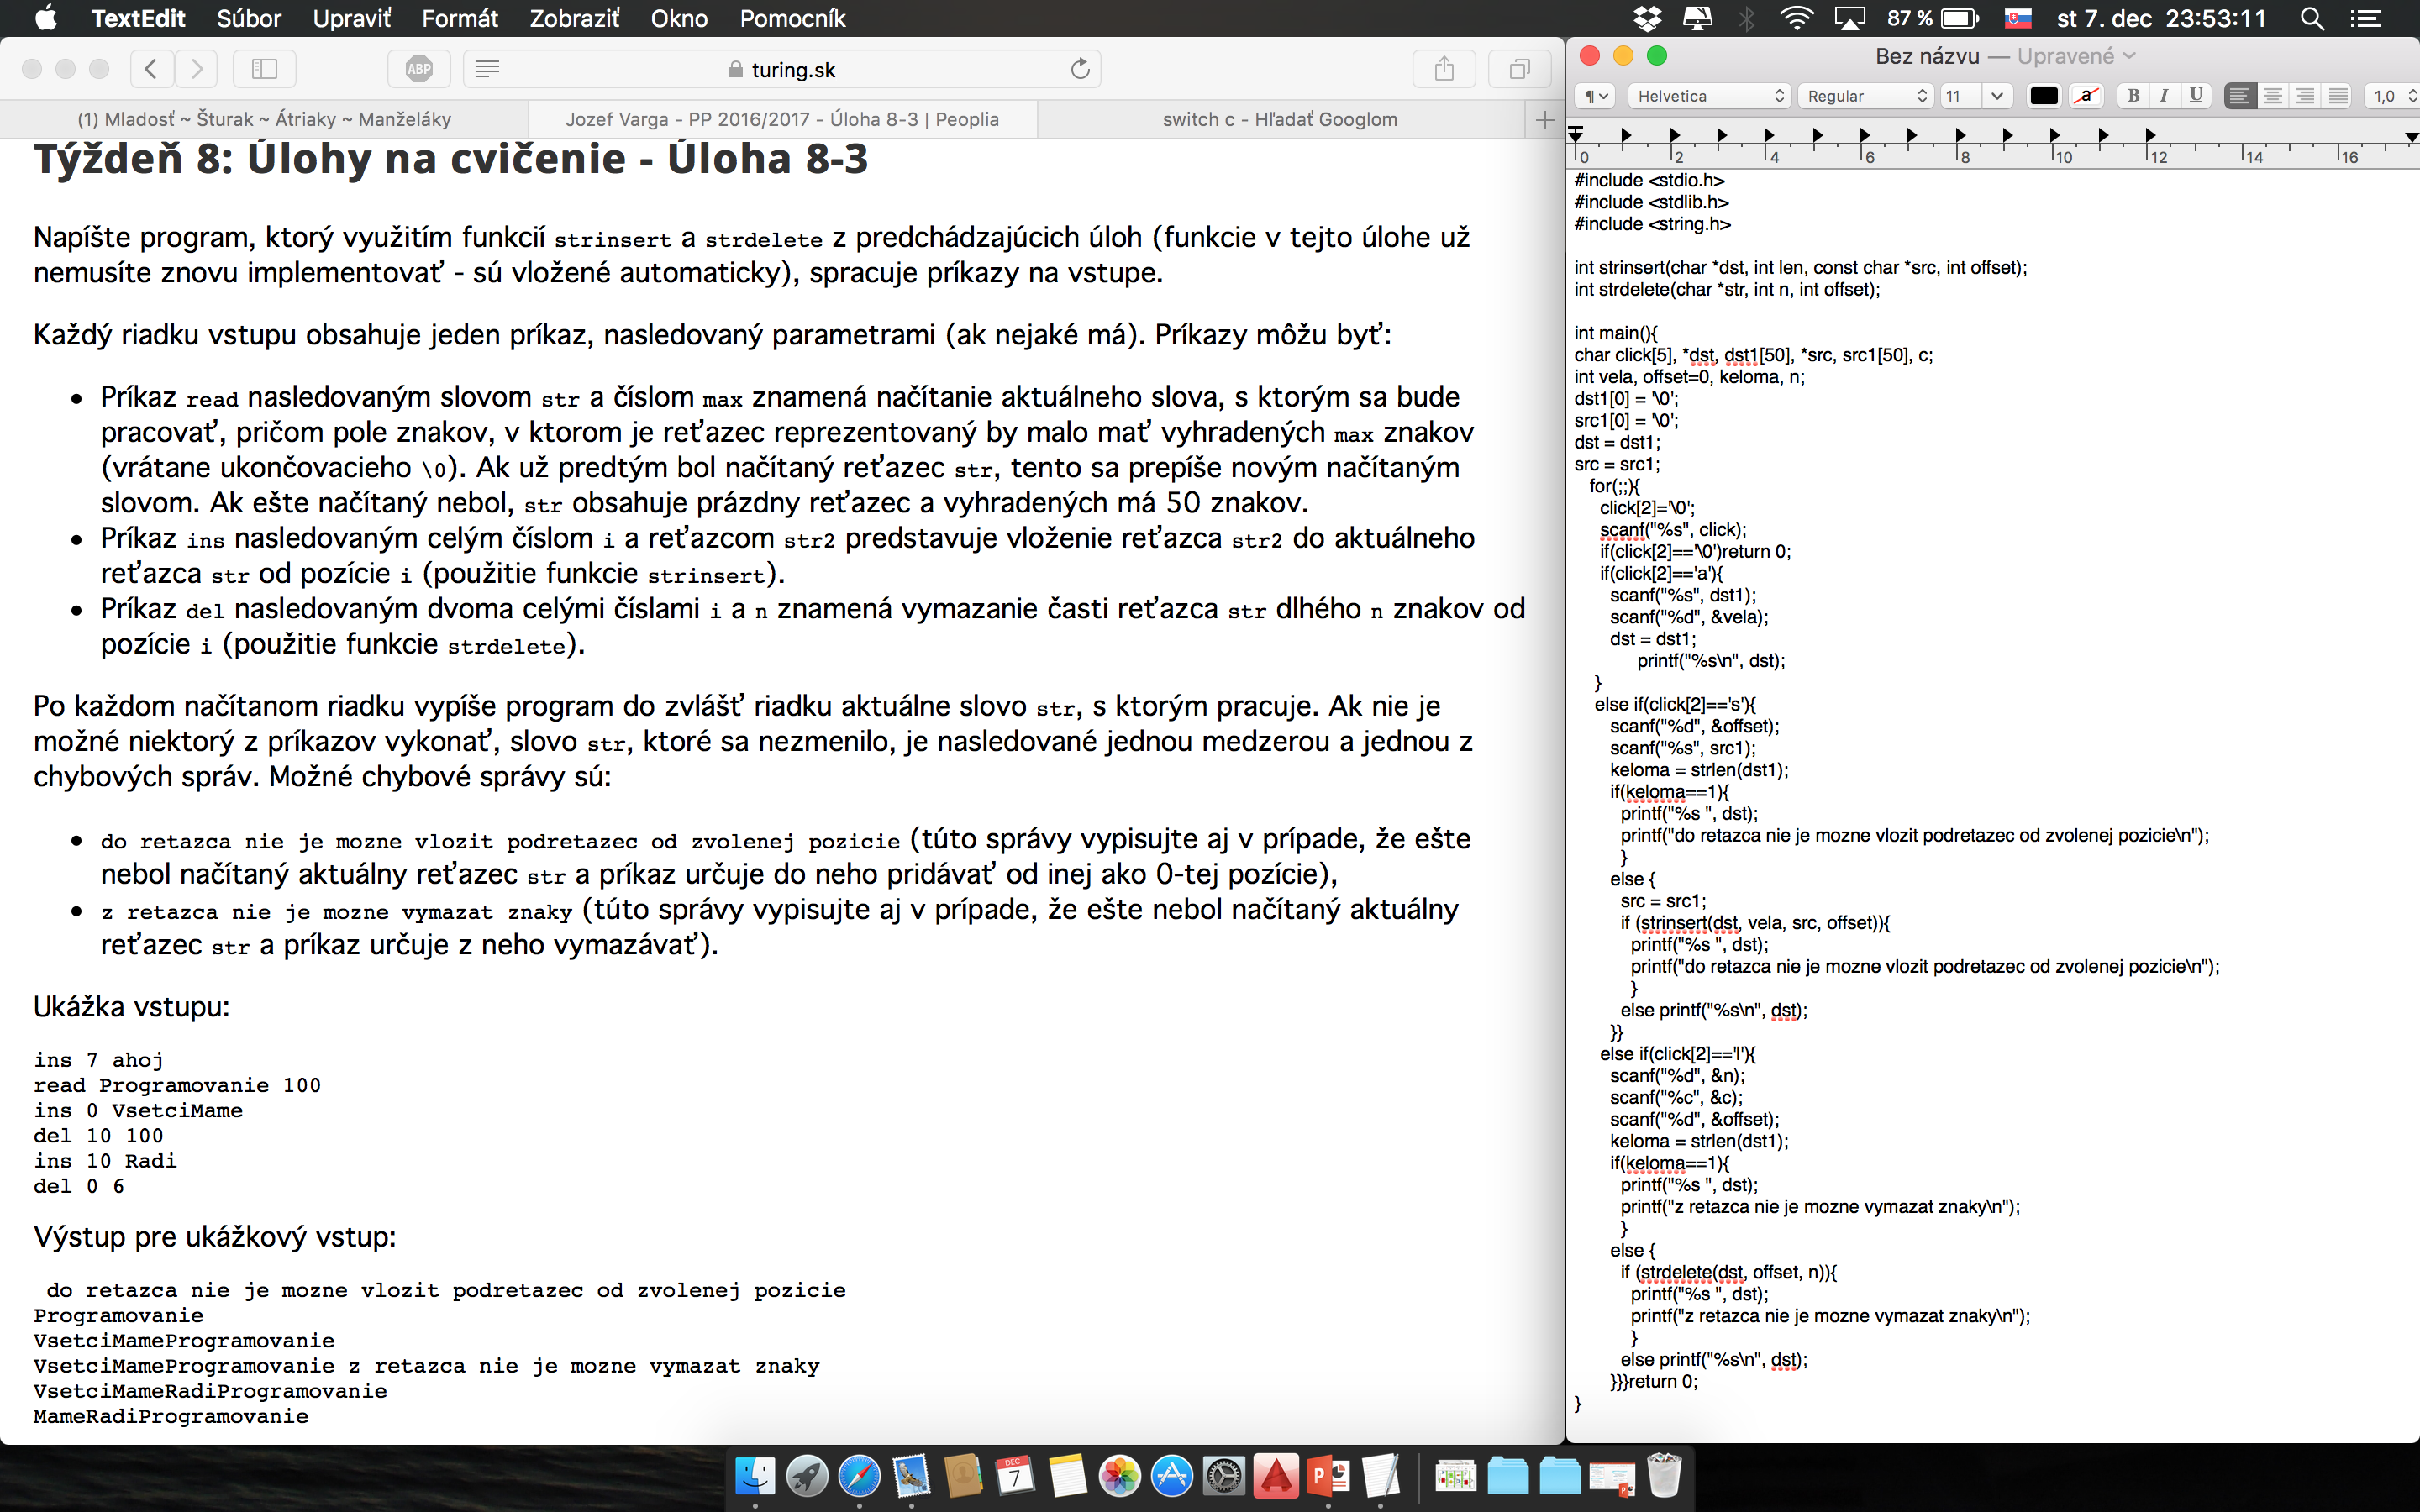 TextEdit Súbor Upraviť Formát Zobraziť Okno Pomocník 87 % st 7. dec 23:53:11
ABP turing.sk
(1) Mladosť ~ Šturak ~ Átriaky ~ Manželáky Jozef Varga - PP 2016/2017 - Úloha 8-3 | Peoplia switch c - Hľadať Googlom
Týždeň 8: Úlohy na cvičenie - Úloha 8-3
Napíšte program, ktorý využitím funkcií strinsert a strdelete z predchádzajúcich úloh (funkcie v tejto úlohe už
nemusíte znovu implementovať - sú vložené automaticky), spracuje príkazy na vstupe.
Každý riadku vstupu obsahuje jeden príkaz, nasledovaný parametrami (ak nejaké má). Príkazy môžu byť:
• Príkaz read nasledovaným slovom str a číslom max znamená načítanie aktuálneho slova, s ktorým sa bude
pracovať, pričom pole znakov, v ktorom je reťazec reprezentovaný by malo mať vyhradených max znakov
(vrátane ukončovacieho \0). Ak už predtým bol načítaný reťazec str, tento sa prepíše novým načítaným
slovom. Ak ešte načítaný nebol, str obsahuje prázdny reťazec a vyhradených má 50 znakov.
• Príkaz ins nasledovaným celým číslom i a reťazcom str2 predstavuje vloženie reťazca str2 do aktuálneho
reťazca str od pozície i (použitie funkcie strinsert).
• Príkaz del nasledovaným dvoma celými číslami i a n znamená vymazanie časti reťazca str dlhého n znakov od
pozície i (použitie funkcie strdelete).
Po každom načítanom riadku vypíše program do zvlášť riadku aktuálne slovo str, s ktorým pracuje. Ak nie je
možné niektorý z príkazov vykonať, slovo str, ktoré sa nezmenilo, je nasledované jednou medzerou a jednou z
chybových správ. Možné chybové správy sú:
• do retazca nie je mozne vlozit podretazec od zvolenej pozicie (túto správy vypisujte aj v prípade, že ešte
nebol načítaný aktuálny reťazec str a príkaz určuje do neho pridávať od inej ako 0-tej pozície),
• z retazca nie je mozne vymazat znaky (túto správy vypisujte aj v prípade, že ešte nebol načítaný aktuálny
reťazec str a príkaz určuje z neho vymazávať).
Ukážka vstupu:
ins 7 ahoj
read Programovanie 100
ins 0 VsetciMame
del 10 100
ins 10 Radi
del 0 6
Výstup pre ukážkový vstup:
do retazca nie je mozne vlozit podretazec od zvolenej pozicie
Programovanie
VsetciMameProgramovanie
VsetciMameProgramovanie z retazca nie je mozne vymazat znaky
VsetciMameRadiProgramovanie
MameRadiProgramovanie
Bez názvu — Upravené
¶ Helvetica Regular 11 a B I U 1,0
0 2 4 6 8 10 12 14 16
#include <stdio.h>
#include <stdlib.h>
#include <string.h>
int strinsert(char *dst, int len, const char *src, int offset);
int strdelete(char *str, int n, int offset);
int main(){
char click[5], *dst, dst1[50], *src, src1[50], c;
int vela, offset=0, keloma, n;
dst1[0] = '\0';
src1[0] = '\0';
dst = dst1;
src = src1;
for(;;){
click[2]='\0';
scanf("%s", click);
if(click[2]=='\0')return 0;
if(click[2]=='a'){
scanf("%s", dst1);
scanf("%d", &vela);
dst = dst1;
printf("%s\n", dst);
}
else if(click[2]=='s'){
scanf("%d", &offset);
scanf("%s", src1);
keloma = strlen(dst1);
if(keloma==1){
printf("%s ", dst);
printf("do retazca nie je mozne vlozit podretazec od zvolenej pozicie\n");
}
else {
src = src1;
if (strinsert(dst, vela, src, offset)){
printf("%s ", dst);
printf("do retazca nie je mozne vlozit podretazec od zvolenej pozicie\n");
}
else printf("%s\n", dst);
}}
else if(click[2]=='l'){
scanf("%d", &n);
scanf("%c", &c);
scanf("%d", &offset);
keloma = strlen(dst1);
if(keloma==1){
printf("%s ", dst);
printf("z retazca nie je mozne vymazat znaky\n");
}
else {
if (strdelete(dst, offset, n)){
printf("%s ", dst);
printf("z retazca nie je mozne vymazat znaky\n");
}
else printf("%s\n", dst);
}}}return 0;
}
DEC
7
P